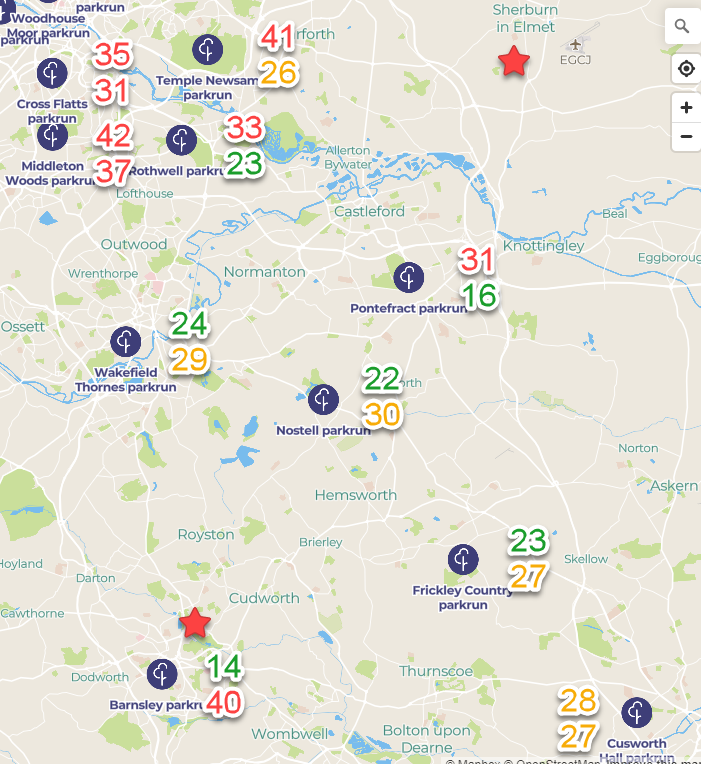 parkrun
Woodhouse
Moor parkrun
parkrun
Sherburn
in Elmet
EGCJ
41
rforth
26
35
31
Temple Newsam
parkrun
Cross Flatts
parkrun
42
37
33
23
Middleton
Woods parkrun
Rothwell parkrun
Allerton
Bywater
Lofthouse
Castleford
Beal
Outwood
Knottingley
Eggboroug
Wrenthorpe
Normanton
31
16
Pontefract parkrun
Ossett
24
29
Wakefield
Thornes parkrun
22
orth
30
Nostell parkrun
Norton
Askern
Hemsworth
Royston
Brierley
23
27
Skellow
Hoyland
Darton
Frickley Country
parkrun
Cawthorne
Cudworth
14
40
Dodworth
Barnsley parkrun
Thurnscoe
28
27
Wombwell
Bolton upon
Dearne
Cusworth
Hall parkrun
© Mapbox © OpenStreetMap Improve this map